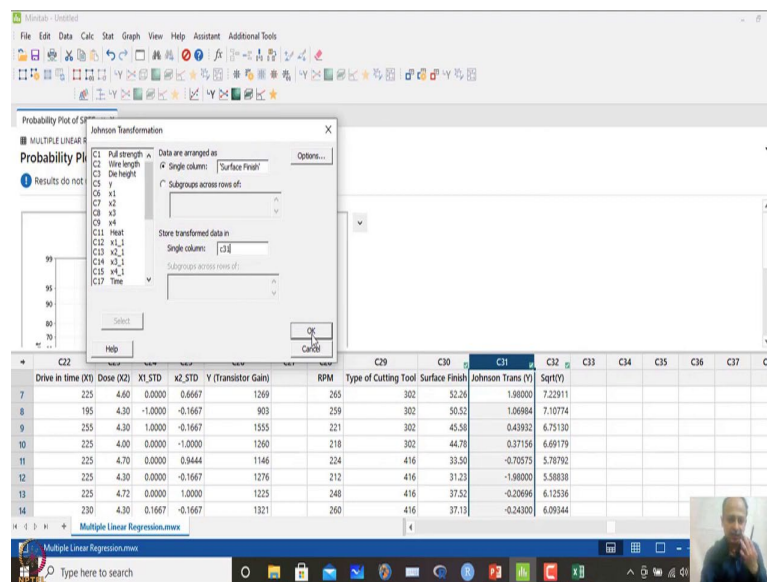 Minitab - Untitled
File Edit Data Calc Stat Graph View Help Assistant Additional Tools
Probability Plot of
MULTIPLE LINEAR R
Probability Pl
Results do not
Johnson Transformation
X
C1 Pull strength
C2 Wire length
C3 Die height
C5 y
C6 x1
C7 x2
C8 x3
C9 x4
C11 Heat
C12 x1_1
C13 x2_1
C14 x3_1
C15 x4_1
C17 Time
Data are arranged as
Single column: 'Surface Finish'
Subgroups across rows of:
Store transformed data in
Single column: c31
Subgroups across rows of:
Options...
Select
Help
OK
Cancel
99
95
90
80
70
C22 C29 C30 C31 C32 C33 C34 C35 C36 C37
Drive in time (X1) Dose (X2) X1_STD x2_STD Y (Transistor Gain) RPM Type of Cutting Tool Surface Finish Johnson Trans (Y) Sqrt(Y)
7 225 4.60 0.0000 0.6667 1269 265 302 52.26 1.98000 7.22911
8 195 4.30 -1.0000 -0.1667 903 259 302 50.52 1.06984 7.10774
9 255 4.30 1.0000 -0.1667 1555 221 302 45.58 0.43932 6.75130
10 225 4.00 0.0000 -1.0000 1260 218 302 44.78 0.37156 6.69179
11 225 4.70 0.0000 0.9444 1146 224 416 33.50 -0.70575 5.78792
12 225 4.30 0.0000 -0.1667 1276 212 416 31.23 -1.98000 5.58838
13 225 4.72 0.0000 1.0000 1225 248 416 37.52 -0.20696 6.12536
14 230 4.30 0.1667 -0.1667 1321 260 416 37.13 -0.24300 6.09344
Multiple Linear Regression.mwx
Multiple Linear Regression.mwx
Type here to search
NPTEL